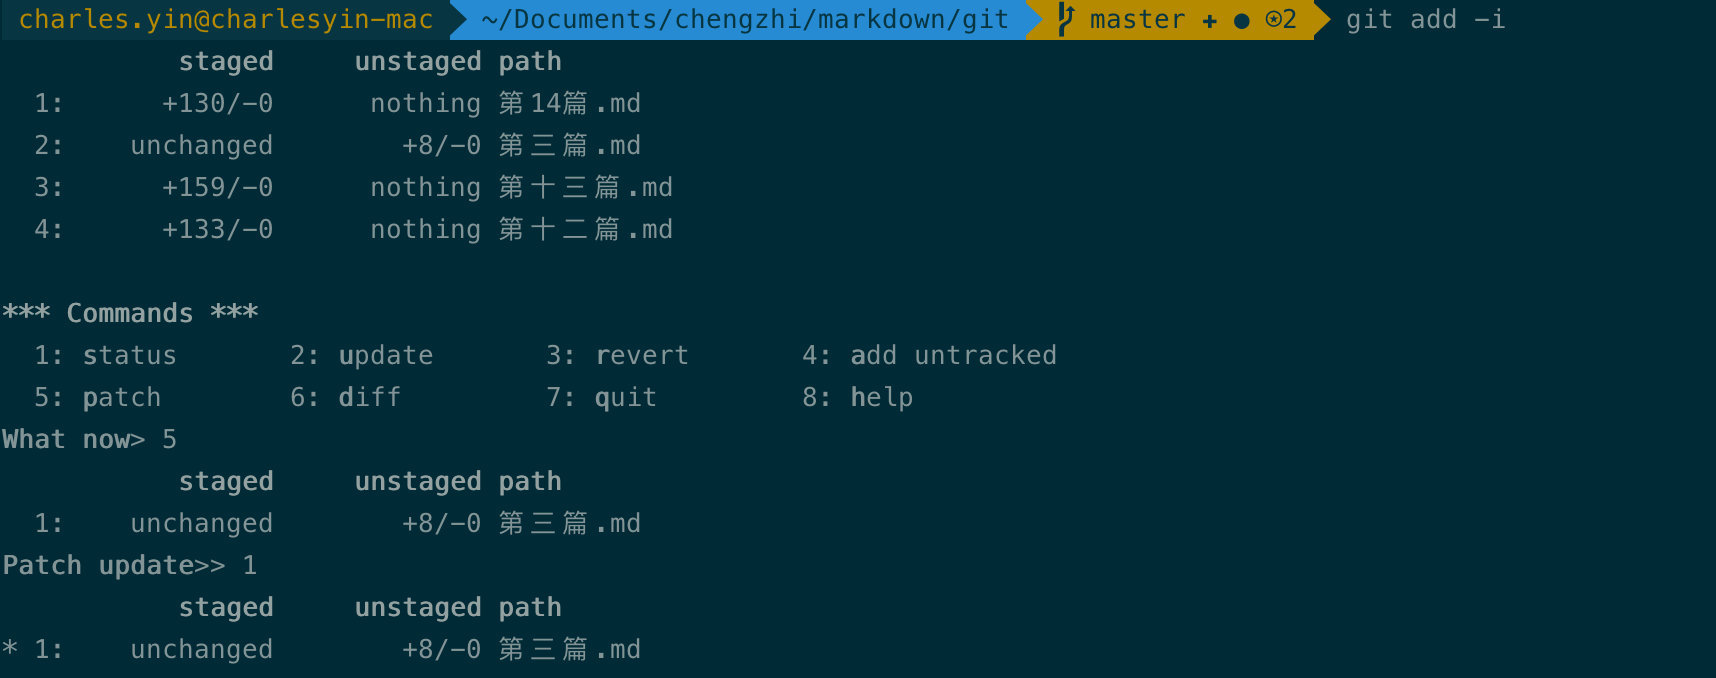 charles.yin@charlesyin-mac ~/Documents/chengzhi/markdown/git master ✚ ● ⍟2 git add -i
staged unstaged path
1: +130/-0 nothing 第14篇.md
2: unchanged +8/-0 第三篇.md
3: +159/-0 nothing 第十三篇.md
4: +133/-0 nothing 第十二篇.md
*** Commands ***
1: status 2: update 3: revert 4: add untracked
5: patch 6: diff 7: quit 8: help
What now> 5
staged unstaged path
1: unchanged +8/-0 第三篇.md
Patch update>> 1
staged unstaged path
* 1: unchanged +8/-0 第三篇.md